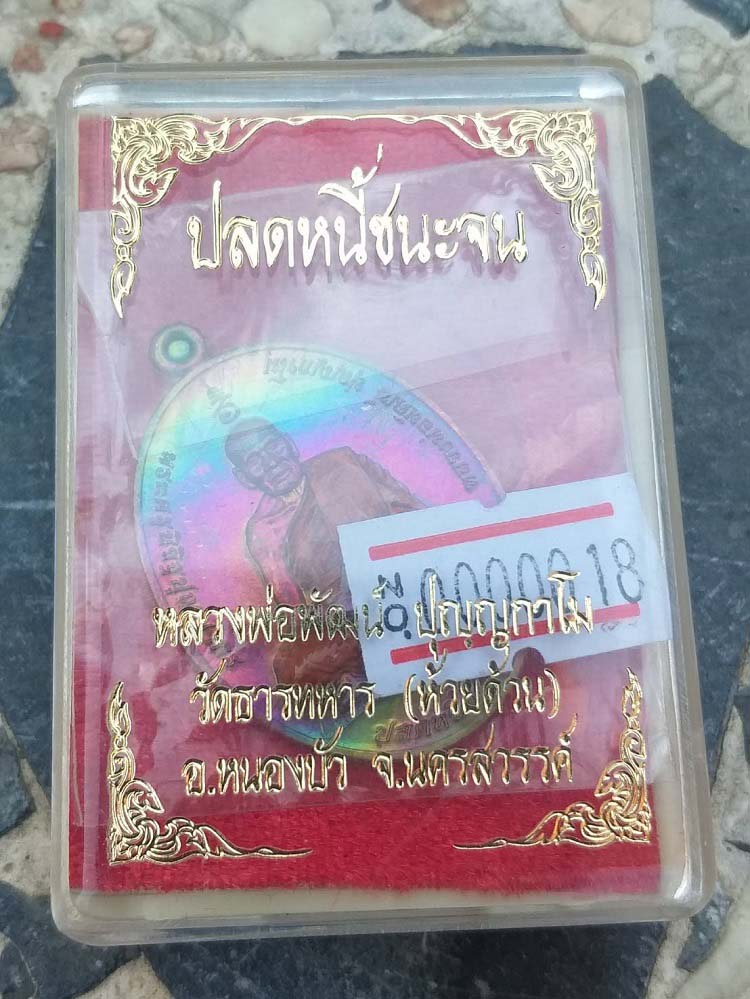 ปลดหนี้ชนะจน
หลวงพ่อพัฒน์ ปุญฺญกาโม
วัดธารทหาร (ห้วยด้วน)
อ.หนองบัว จ.นครสวรรค์